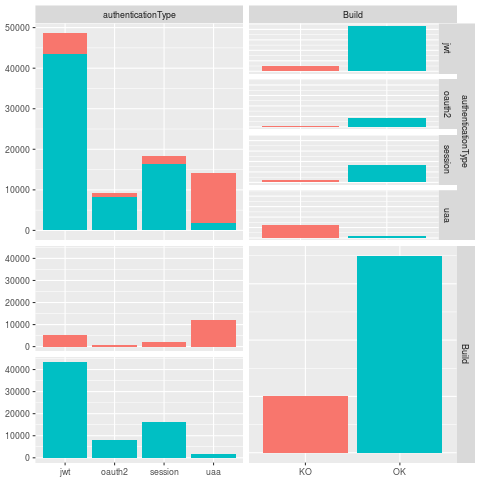 authenticationType Build
50000
40000
30000
20000
10000
0
jwt
oauth2
session
uaa
authenticationType
40000
30000
20000
10000
0
40000
30000
20000
10000
0
Build
jwt oauth2 session uaa KO OK